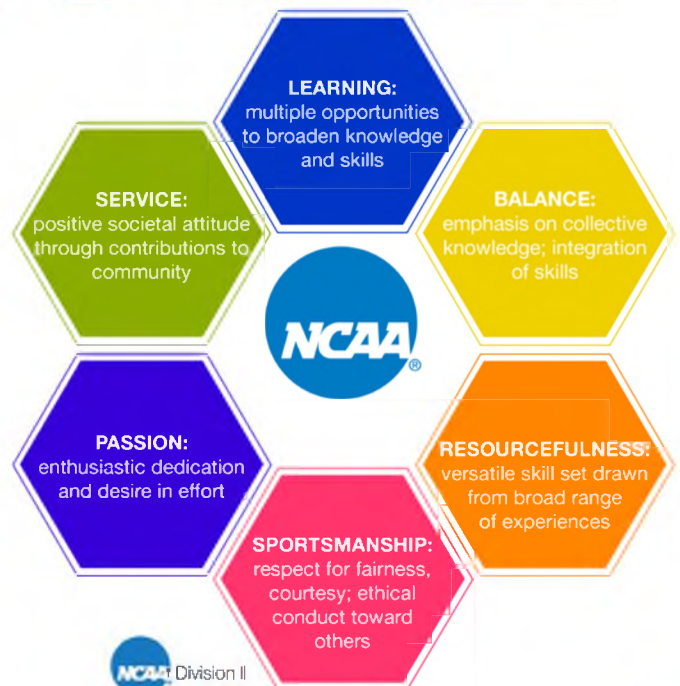 LEARNING:
multiple opportunities
to broaden knowledge
and skills
SERVICE:
positive societal attitude
through contributions to
community
BALANCE:
emphasis on collective
knowledge; integration
of skills
NCAA®
PASSION:
enthusiastic dedication
and desire in effort
RESOURCEFULNESS:
versatile skill set drawn
from broad range
of experiences
SPORTSMANSHIP:
respect for fairness,
courtesy; ethical
conduct toward
others
NCAA Division II